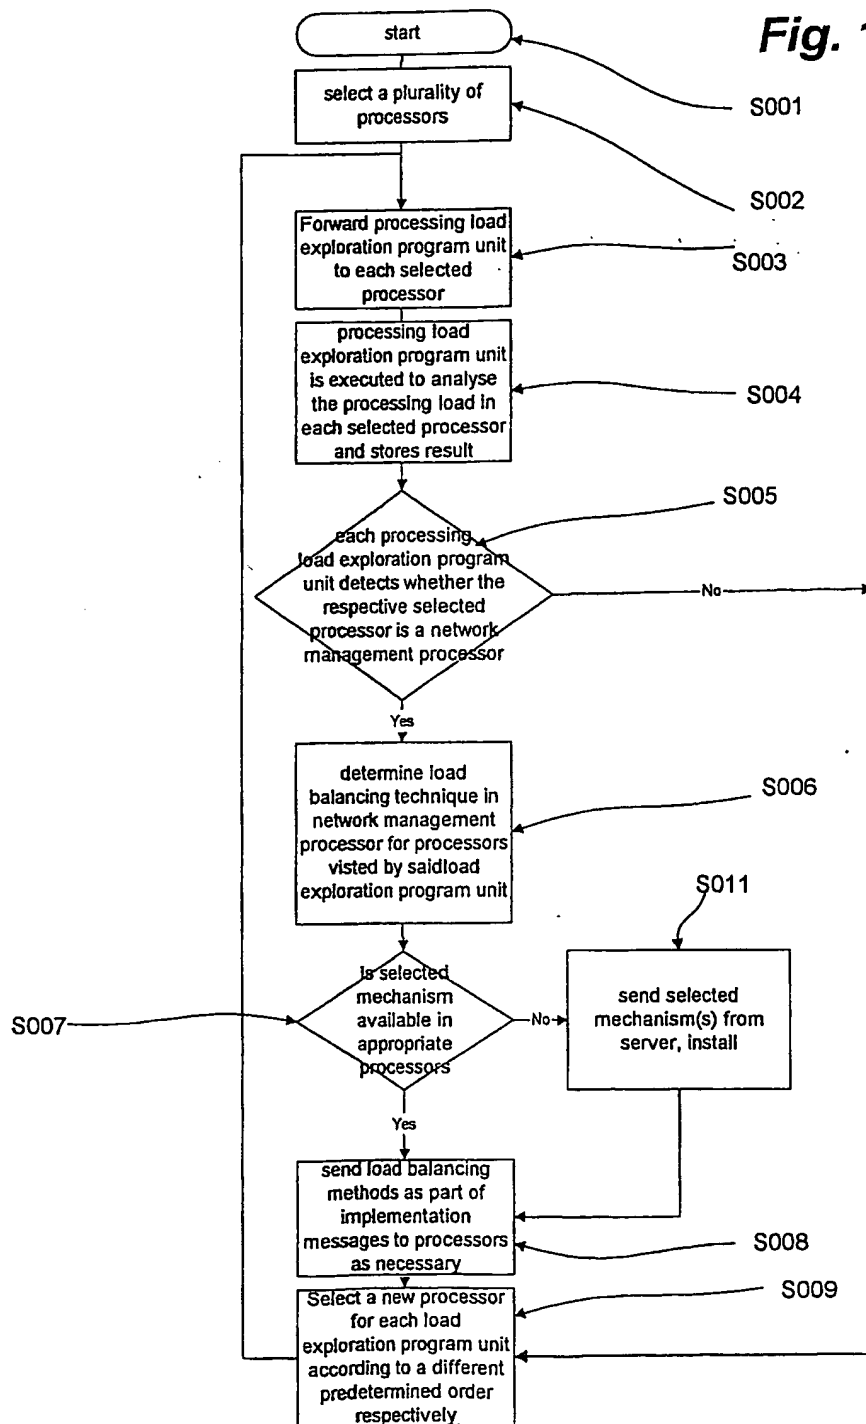 Fig. 1
start
S001
select a plurality of
processors
S002
Forward processing load
exploration program unit
to each selected
processor
S003
processing load
exploration program unit
is executed to analyse
the processing load in
each selected processor
and stores result
S004
S005
each processing
load exploration program
unit detects whether the
respective selected
processor is a network
management processor
No
Yes
determine load
balancing technique in
network management
processor for processors
visted by saidload
exploration program unit
S006
S011
Is selected
mechanism
available in
appropriate
processors
S007
No
send selected
mechanism(s) from
server, install
Yes
send load balancing
methods as part of
implementation
messages to processors
as necessary
S008
S009
Select a new processor
for each load
exploration program unit
according to a different
predetermined order
respectively